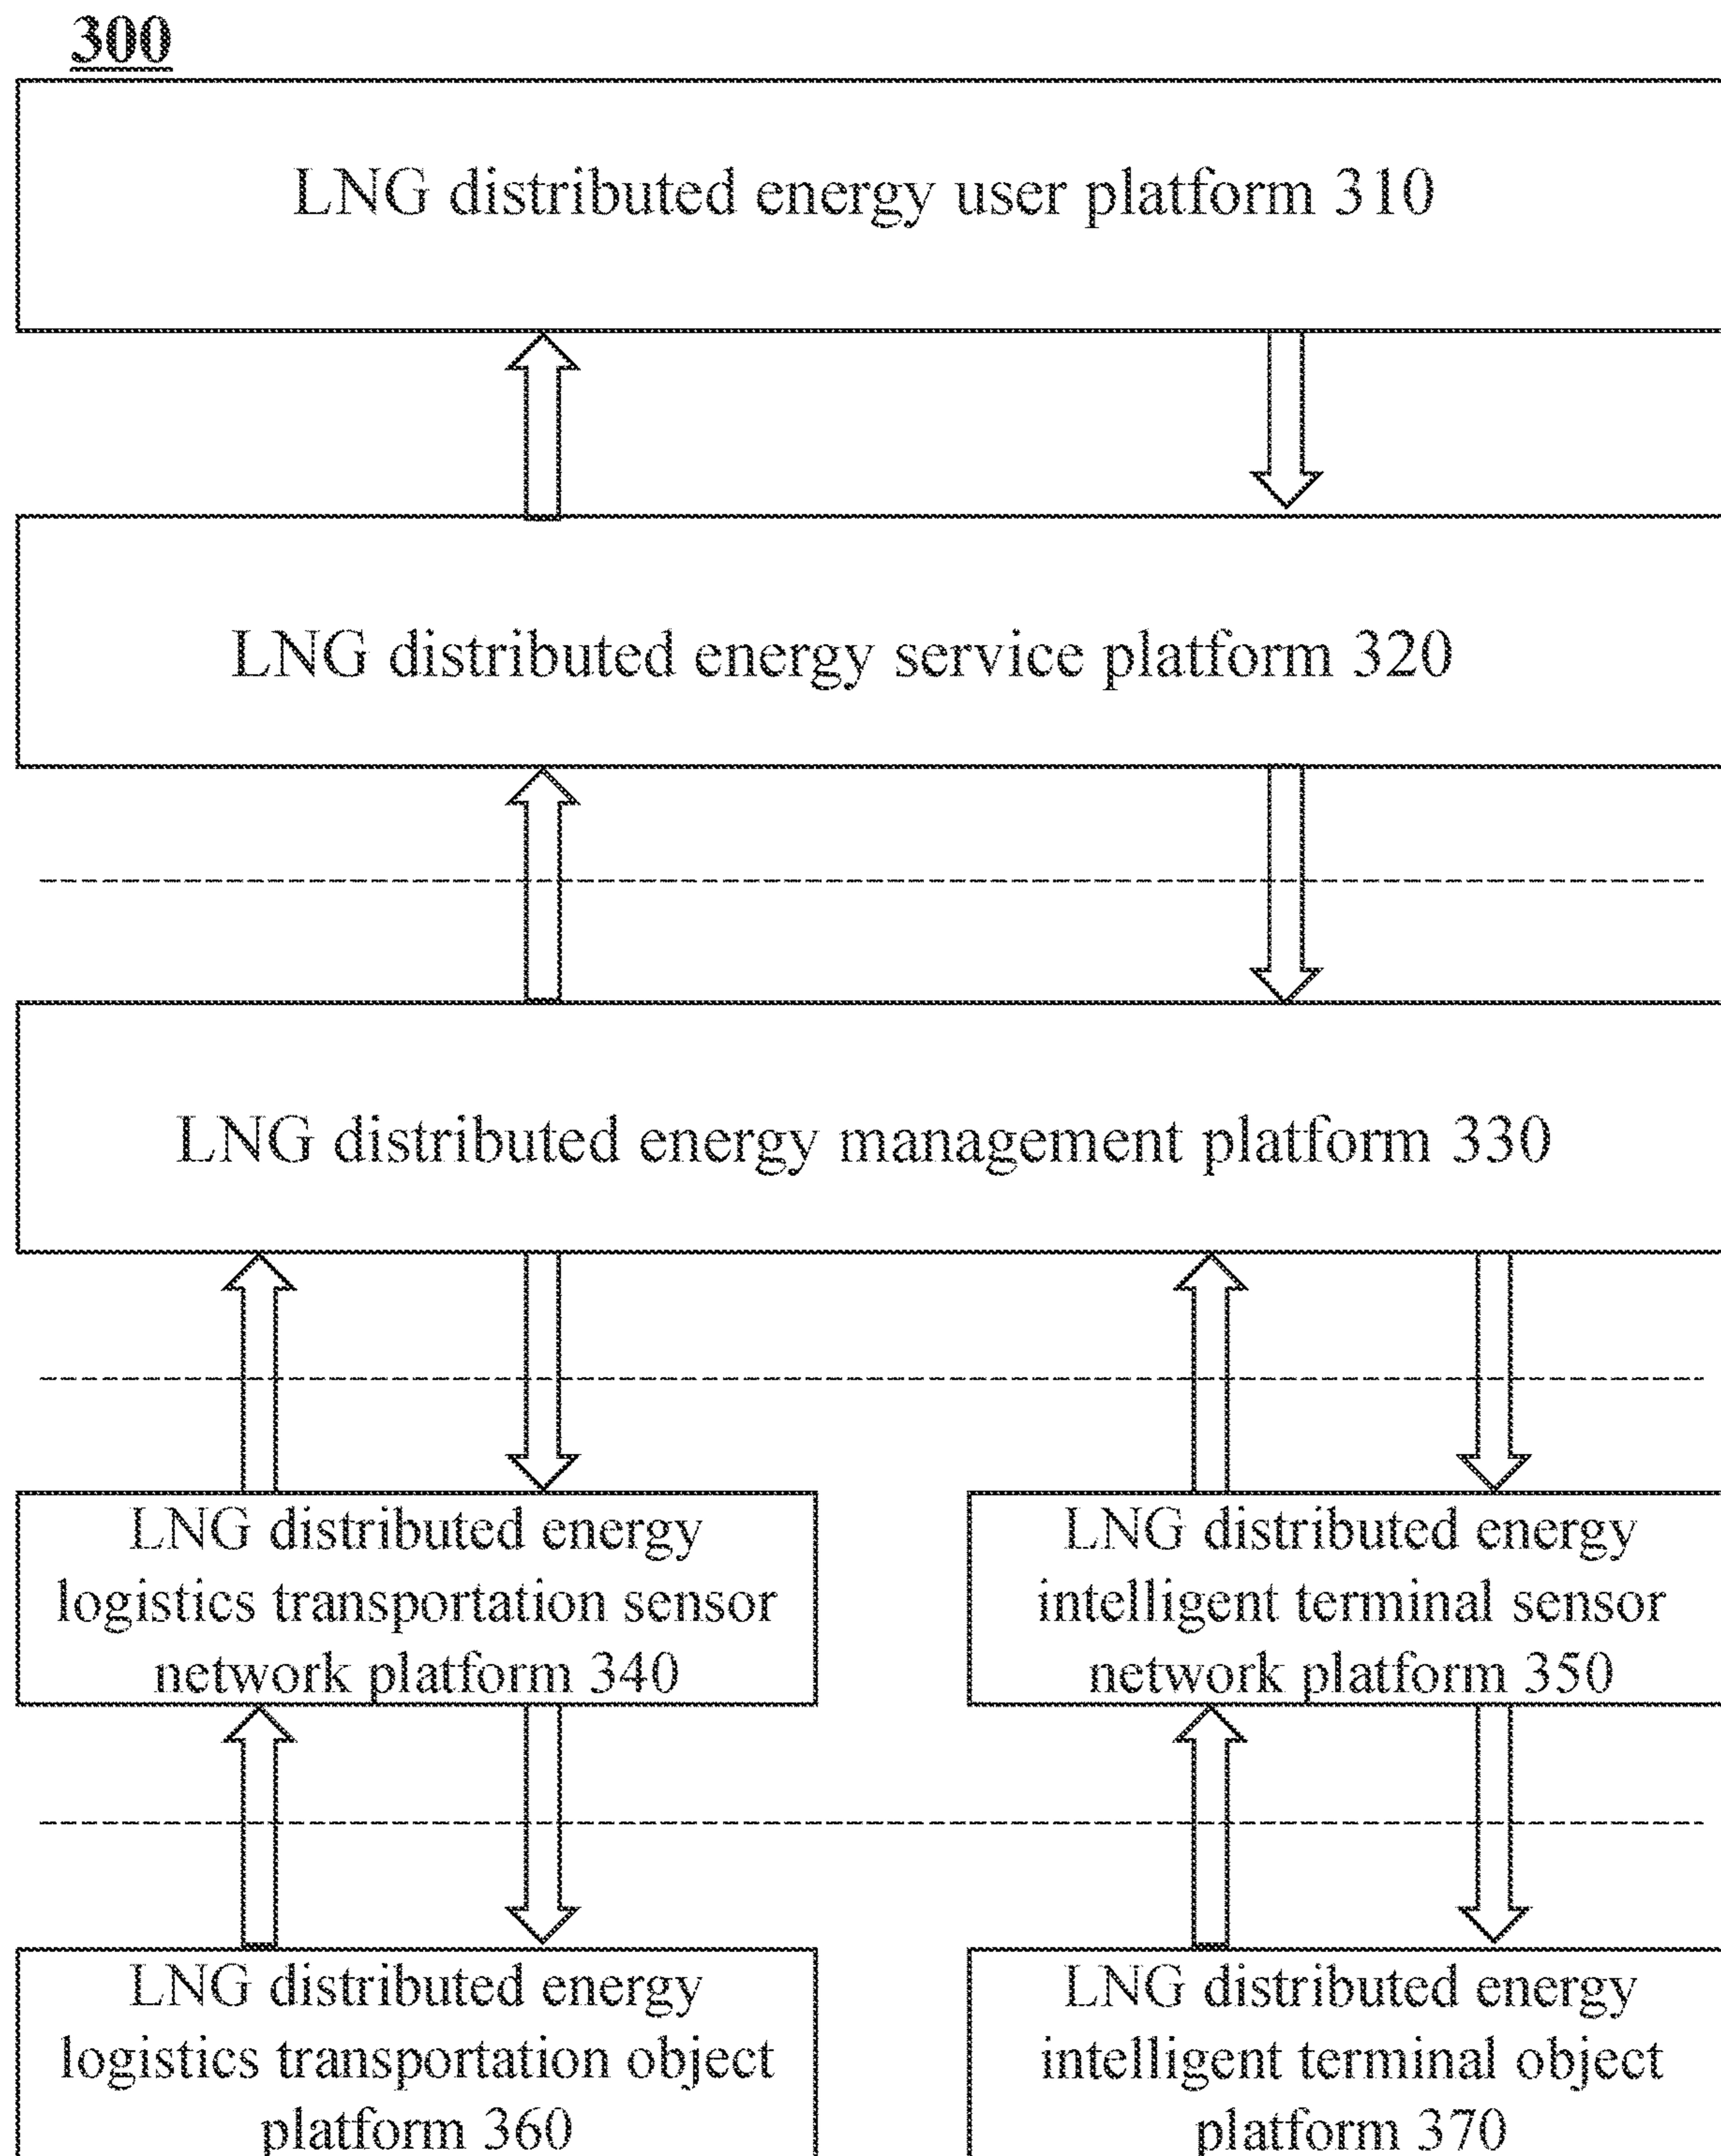 300
LNG distributed energy user platform 310
LNG distributed energy service platform 320
LNG distributed energy management platform 330
LNG distributed energy
logistics transportation sensor
network platform 340
LNG distributed energy
intelligent terminal sensor
network platform 350
LNG distributed energy
logistics transportation object
platform 360
LNG distributed energy
intelligent terminal object
platform 370